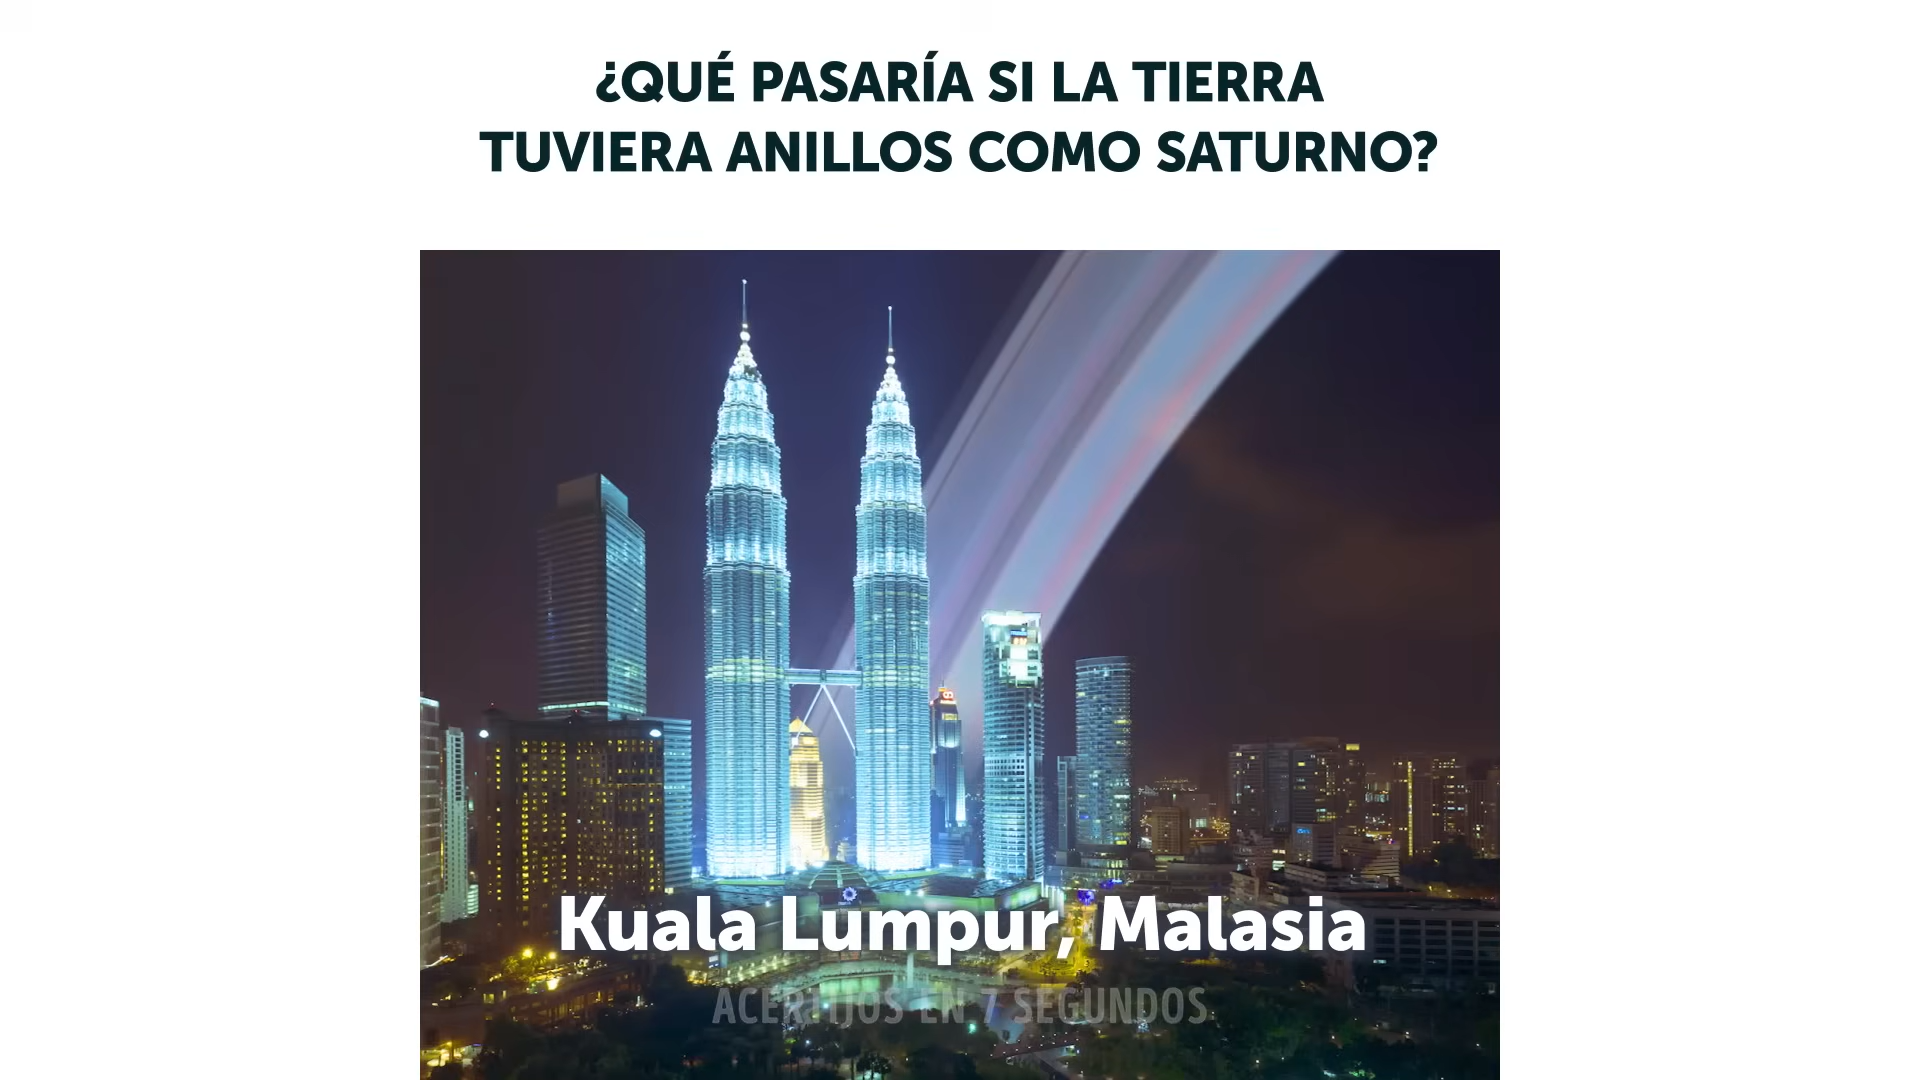 ¿QUÉ PASARÍA SI LA TIERRA
TUVIERA ANILLOS COMO SATURNO?
Kuala Lumpur, Malasia
ACERTIJOS EN 7 SEGUNDOS